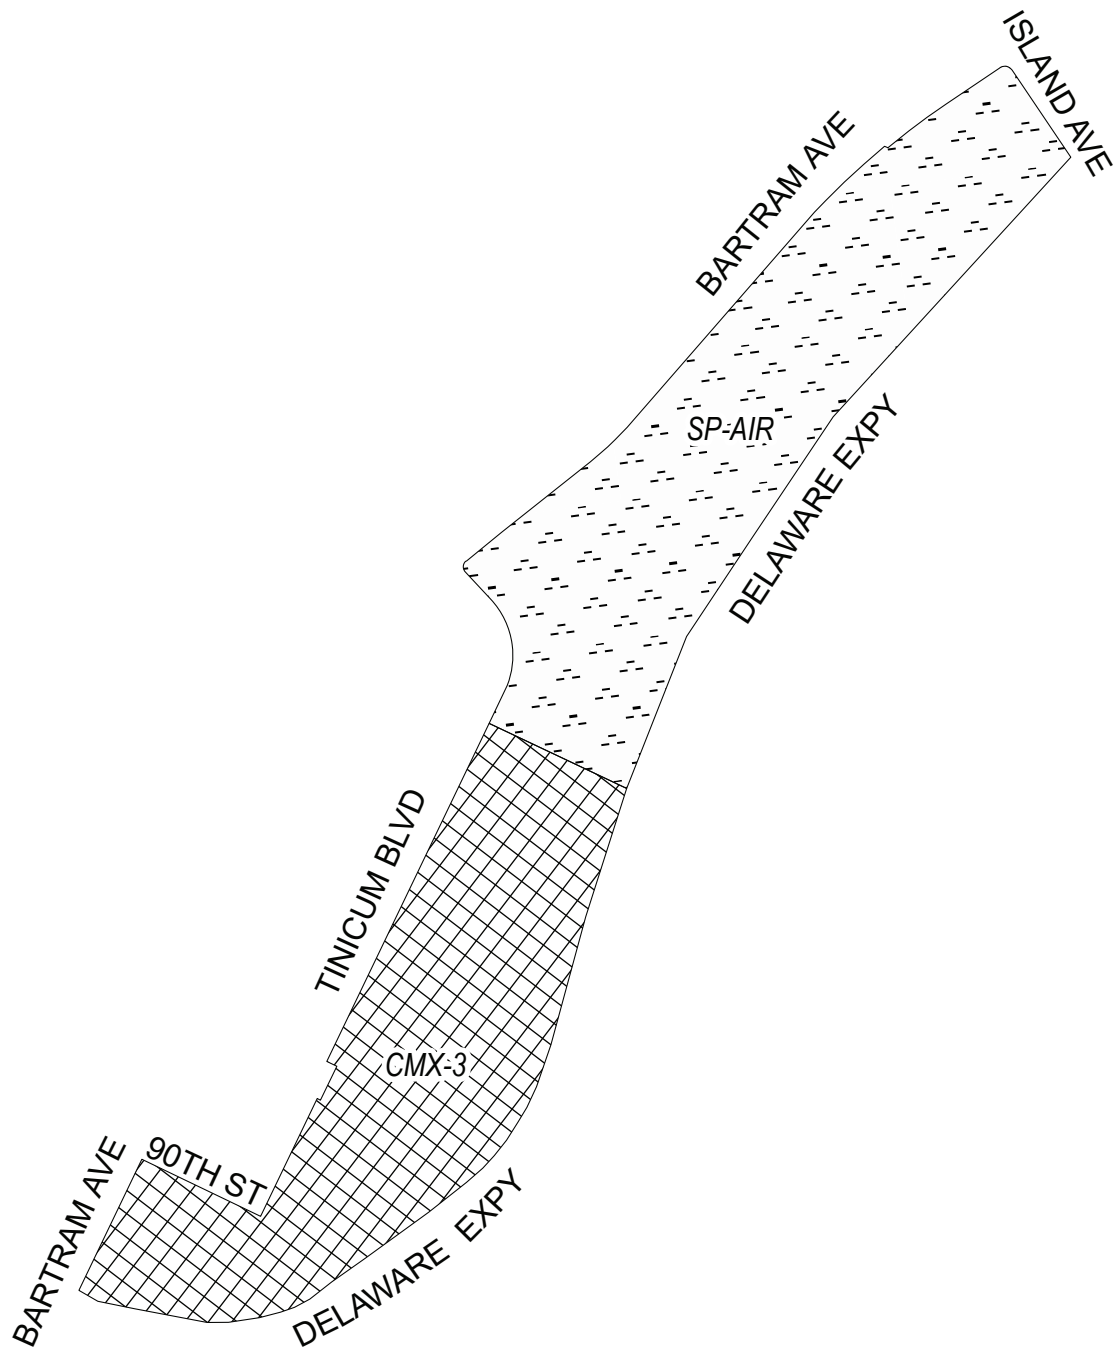 ISLAND AVE
BARTRAM AVE
SP-AIR
DELAWARE EXPY
TINICUM BLVD
CMX-3
90TH ST
BARTRAM AVE
DELAWARE EXPY